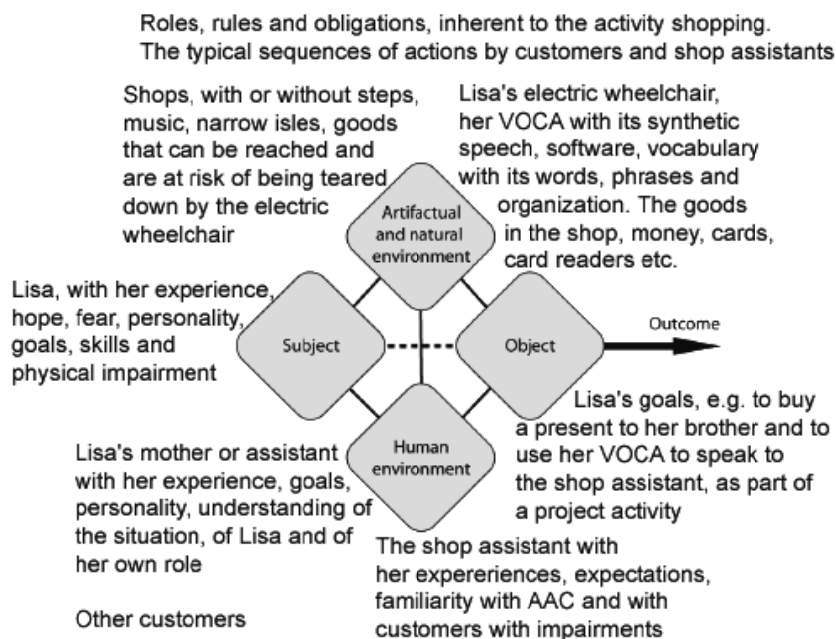 Roles, rules and obligations, inherent to the activity shopping.
The typical sequences of actions by customers and shop assistants
Shops, with or without steps,
music, narrow isles, goods
that can be reached and
are at risk of being teared
down by the electric
wheelchair
Lisa's electric wheelchair,
her VOCA with its synthetic
speech, software, vocabulary
with its words, phrases and
organization. The goods
in the shop, money, cards,
card readers etc.
Artifactual
and natural
environment
Lisa, with her experience,
hope, fear, personality,
goals, skills and
physical impairment
Subject
Object
Outcome
Lisa's goals, e.g. to buy
a present to her brother and to
use her VOCA to speak to
the shop assistant, as part of
a project activity
Human
environment
Lisa's mother or assistant
with her experience, goals,
personality, understanding of
the situation, of Lisa and of
her own role
The shop assistant with
her expereriences, expectations,
familiarity with AAC and with
customers with impairments
Other customers